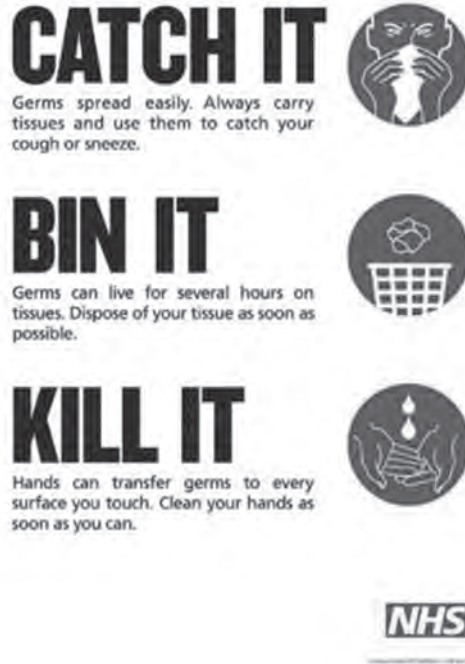 CATCH IT
Germs spread easily. Always carry
tissues and use them to catch your
cough or sneeze.
BIN IT
Germs can live for several hours on
tissues. Dispose of your tissue as soon as
possible.
KILL IT
Hands can transfer germs to every
surface you touch. Clean your hands as
soon as you can.
NHS